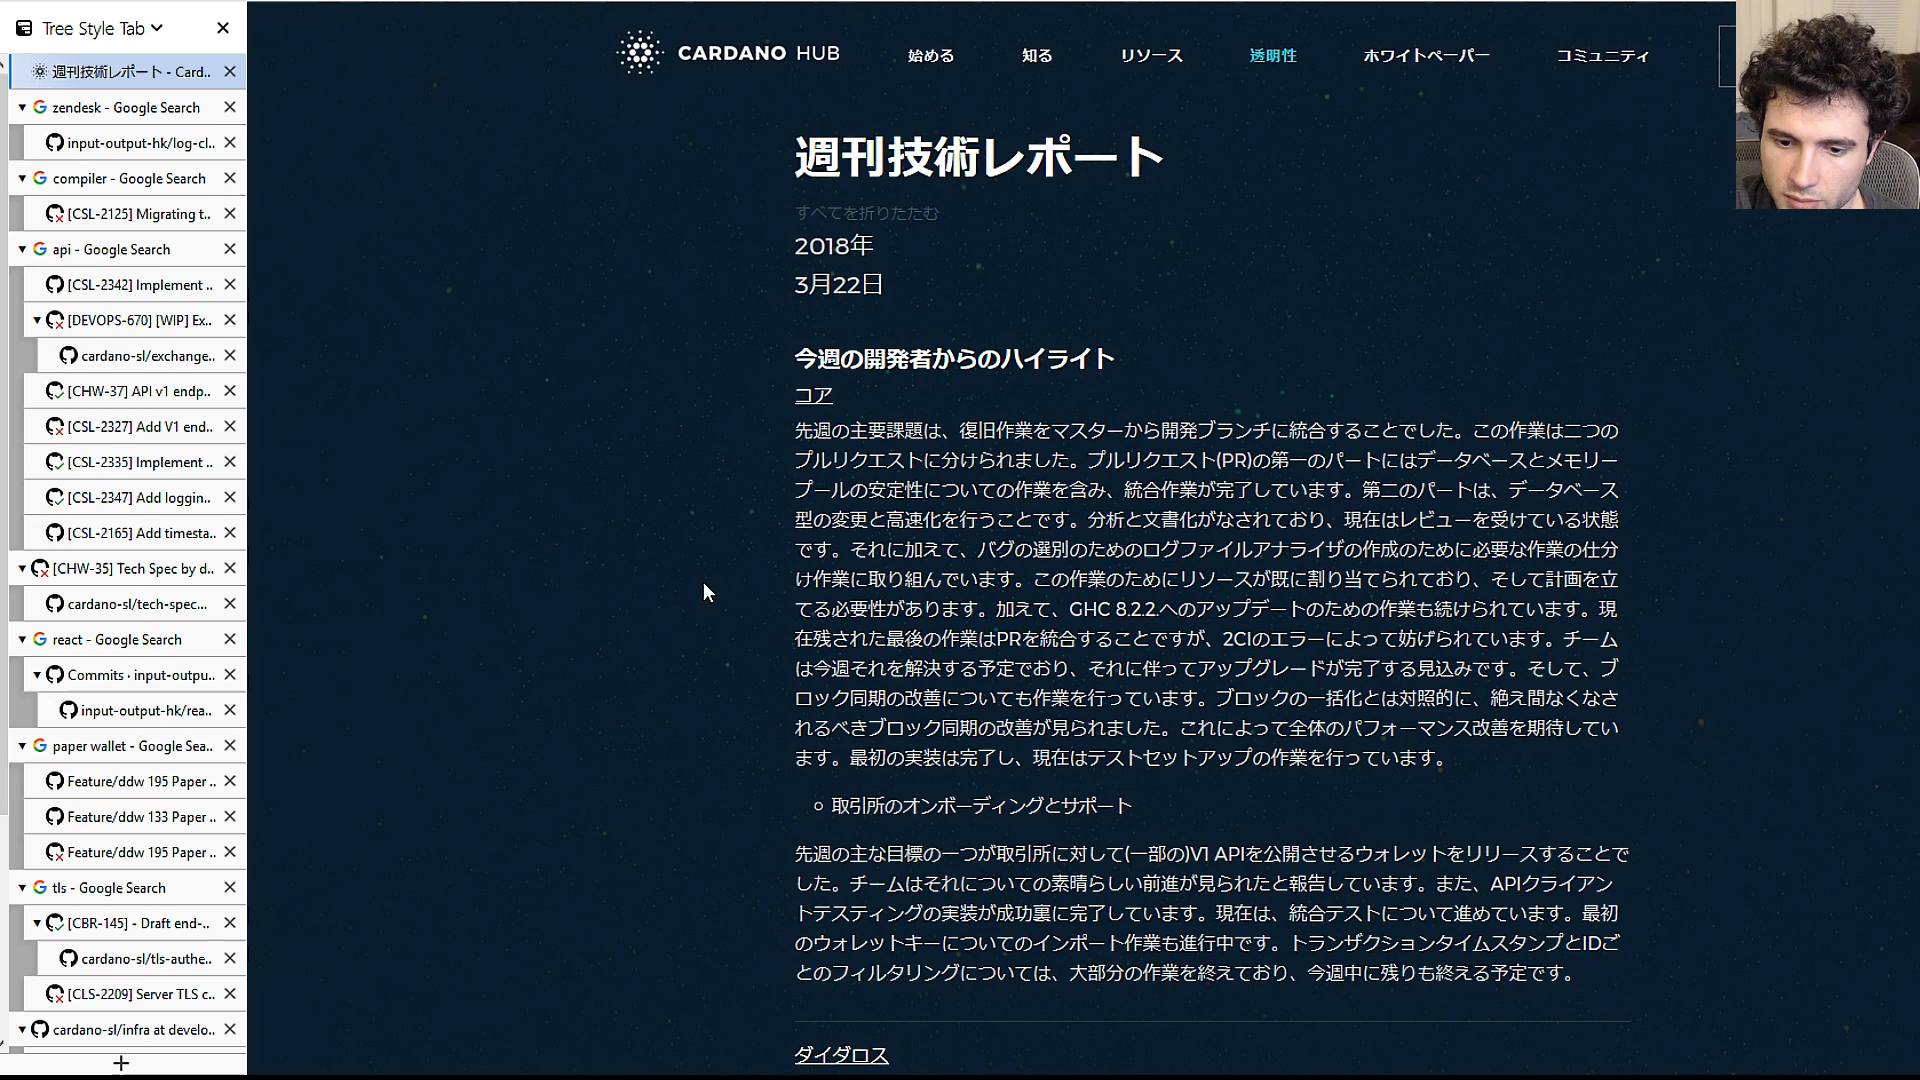 Tree Style Tab
週刊技術レポート - Card..
zendesk - Google Search
input-output-hk/log-cl..
compiler - Google Search
[CSL-2125] Migrating t..
api - Google Search
[CSL-2342] Implement ..
[DEVOPS-670] [WIP] Ex..
cardano-sl/exchange..
[CHW-37] API v1 endp..
[CSL-2327] Add V1 end..
[CSL-2335] Implement ..
[CSL-2347] Add loggin..
[CSL-2165] Add timesta..
[CHW-35] Tech Spec by d..
cardano-sl/tech-spec...
react - Google Search
Commits · input-outpu..
input-output-hk/rea..
paper wallet - Google Sea..
Feature/ddw 195 Paper ..
Feature/ddw 133 Paper ..
Feature/ddw 195 Paper ..
tls - Google Search
[CBR-145] - Draft end-..
cardano-sl/tls-authe..
[CLS-2209] Server TLS c..
cardano-sl/infra at develo..
CARDANO HUB 始める 知る リソース 透明性 ホワイトペーパー コミュニティ
週刊技術レポート
すべてを折りたたむ
2018年
3月22日
今週の開発者からのハイライト
コア
先週の主要課題は、復旧作業をマスターから開発ブランチに統合することでした。この作業は二つの
プルリクエストに分けられました。プルリクエスト(PR)の第一のパートにはデータベースとメモリー
プールの安定性についての作業を含み、統合作業が完了しています。第二のパートは、データベース
型の変更と高速化を行うことです。分析と文書化がなされており、現在はレビューを受けている状態
です。それに加えて、バグの選別のためのログファイルアナライザの作成のために必要な作業の仕分
け作業に取り組んでいます。この作業のためにリソースが既に割り当てられており、そして計画を立
てる必要性があります。加えて、GHC 8.2.2.へのアップデートのための作業も続けられています。現
在残された最後の作業はPRを統合することですが、2CIのエラーによって妨げられています。チーム
は今週それを解決する予定でおり、それに伴ってアップグレードが完了する見込みです。そして、ブ
ロック同期の改善についても作業を行っています。ブロックの一括化とは対照的に、絶え間なくなさ
れるべきブロック同期の改善が見られました。これによって全体のパフォーマンス改善を期待してい
ます。最初の実装は完了し、現在はテストセットアップの作業を行っています。
取引所のオンボーディングとサポート
先週の主な目標の一つが取引所に対して(一部の)V1 APIを公開させるウォレットをリリースすることで
した。チームはそれについての素晴らしい前進が見られたと報告しています。また、APIクライアン
トテスティングの実装が成功裏に完了しています。現在は、統合テストについて進めています。最初
のウォレットキーについてのインポート作業も進行中です。トランザクションタイムスタンプとIDご
とのフィルタリングについては、大部分の作業を終えており、今週中に残りも終える予定です。
ダイダロス